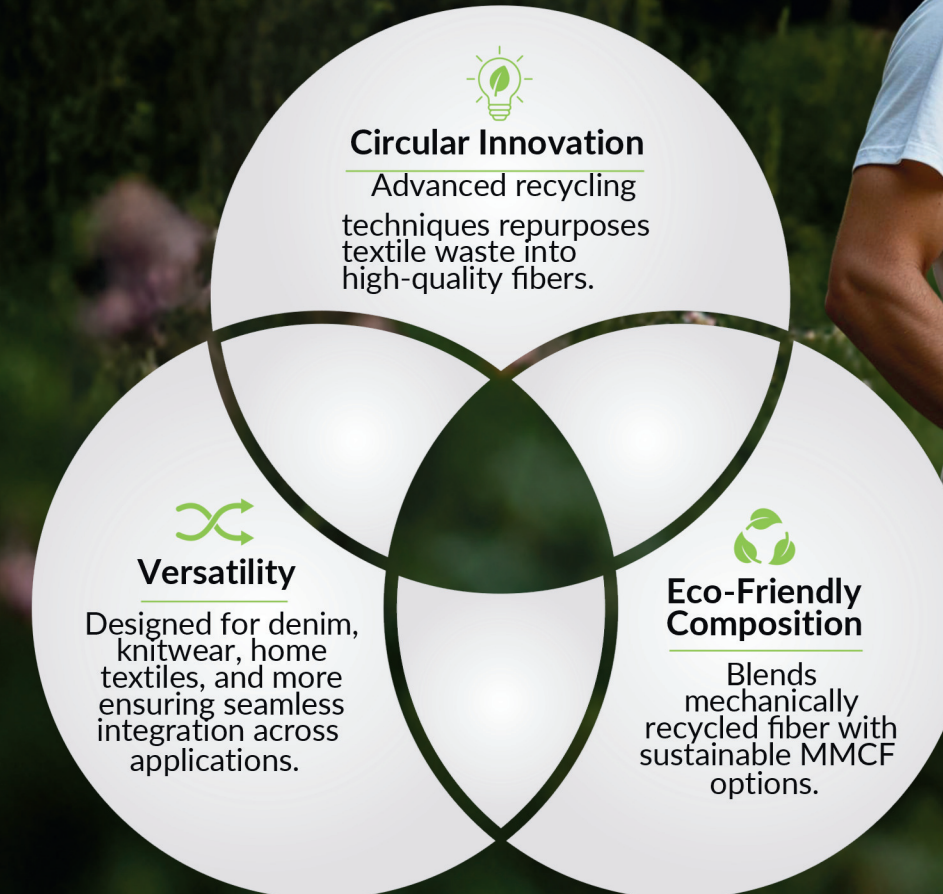 Circular Innovation
Advanced recycling
techniques repurposes
textile waste into
high-quality fibers.
Versatility
Designed for denim,
knitwear, home
textiles, and more
ensuring seamless
integration across
applications.
Eco-Friendly
Composition
Blends
mechanically
recycled fiber with
sustainable MMCF
options.